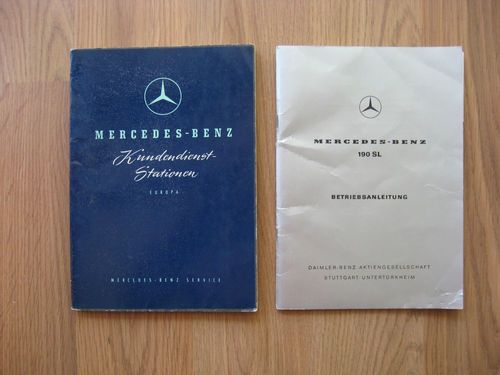 MERCEDES-BENZ
Kundendienst-
Stationen
EUROPA
MERCEDES-BENZ SERVICE
MERCEDES-BENZ
190 SL
BETRIEBSANLEITUNG
DAIMLER-BENZ AKTIENGESELLSCHAFT
STUTTGART-UNTERTÜRKHEIM